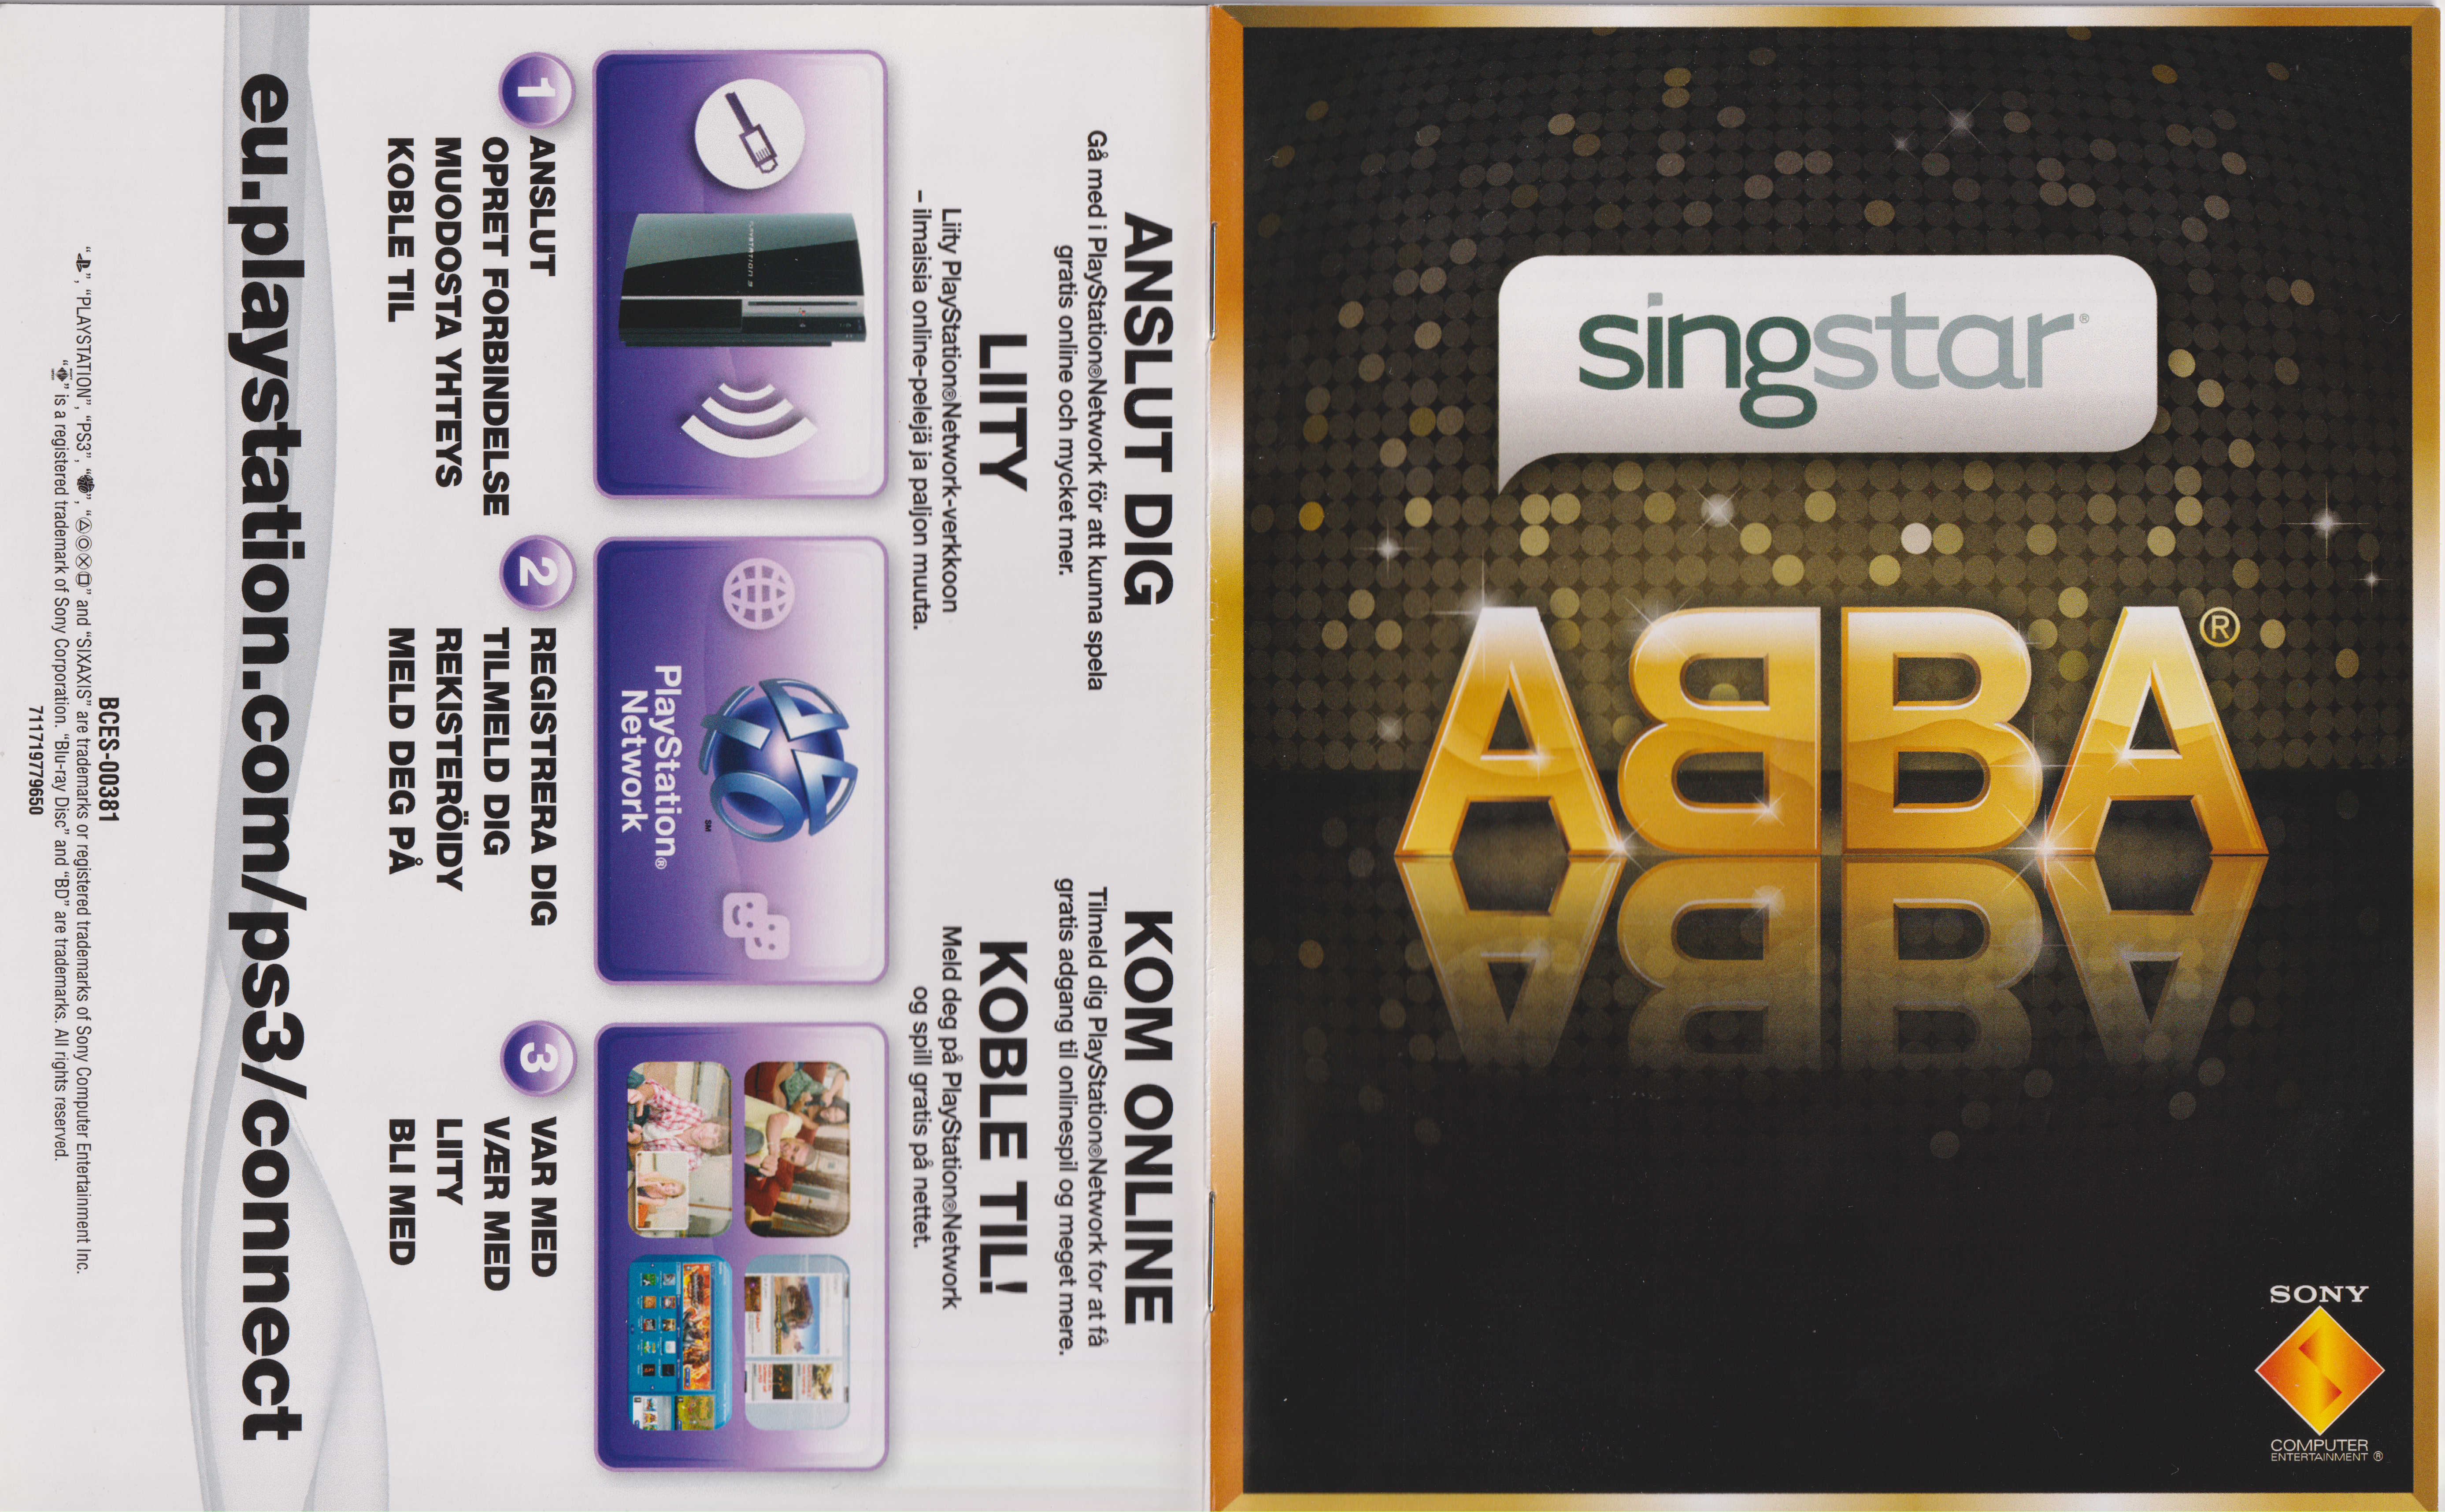 ANSLUT DIG
Gå med i PlayStation®Network för att kunna spela
gratis online och mycket mer.
KOM ONLINE
Tilmeld dig PlayStation®Network for at få
gratis adgang til onlinespil og meget mere.
LIITY
Liity PlayStation®Network-verkkoon
– ilmaisia online-pelejä ja paljon muuta.
KOBLE TIL!
Meld deg på PlayStation®Network
og spill gratis på nettet.
PLAYSTATION 3
PlayStation®
Network
SM
1 ANSLUT
OPRET FORBINDELSE
MUODOSTA YHTEYS
KOBLE TIL
2 REGISTRERA DIG
TILMELD DIG
REKISTERÖIDY
MELD DEG PÅ
3 VAR MED
VÆR MED
LIITY
BLI MED
eu.playstation.com/ps3/connect
BCES-00381
“ ”, “PLAYSTATION”, “PS3”, “ ”, “ ” and “SIXAXIS” are trademarks or registered trademarks of Sony Computer Entertainment Inc.
“ ” is a registered trademark of Sony Corporation. “Blu-ray Disc” and “BD” are trademarks. All rights reserved.
711719779650
singstar®
ABBA®
SONY
COMPUTER
ENTERTAINMENT ®